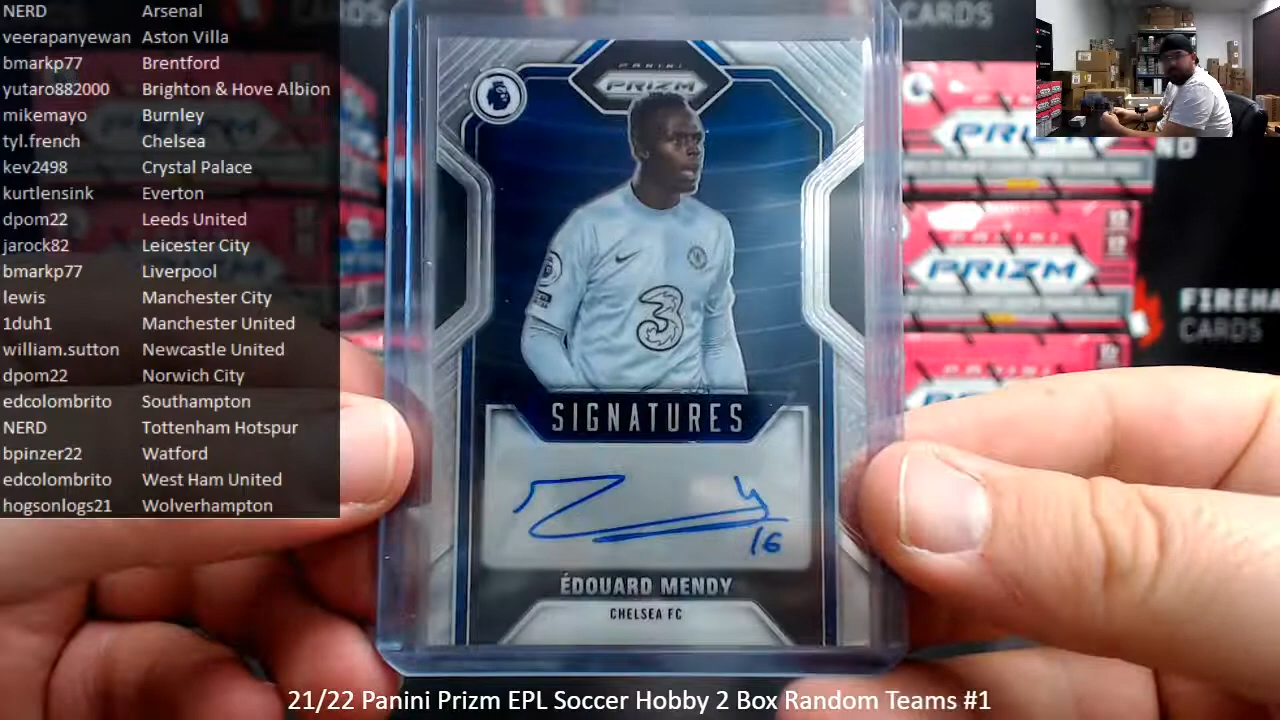 NERD Arsenal
veerapanyewan Aston Villa
bmarkp77 Brentford
yutaro882000 Brighton & Hove Albion
mikemayo Burnley
tyl.french Chelsea
kev2498 Crystal Palace
kurtlensink Everton
dpom22 Leeds United
jarock82 Leicester City
bmarkp77 Liverpool
lewis Manchester City
1duh1 Manchester United
william.sutton Newcastle United
dpom22 Norwich City
edcolombrito Southampton
NERD Tottenham Hotspur
bpinzer22 Watford
edcolombrito West Ham United
hogsonlogs21 Wolverhampton
PANINI
PRIZM
3
SIGNATURES
16
ÉDOUARD MENDY
CHELSEA FC
CARDS
PANINI
PRIZM
CARDS
21/22 Panini Prizm EPL Soccer Hobby 2 Box Random Teams #1